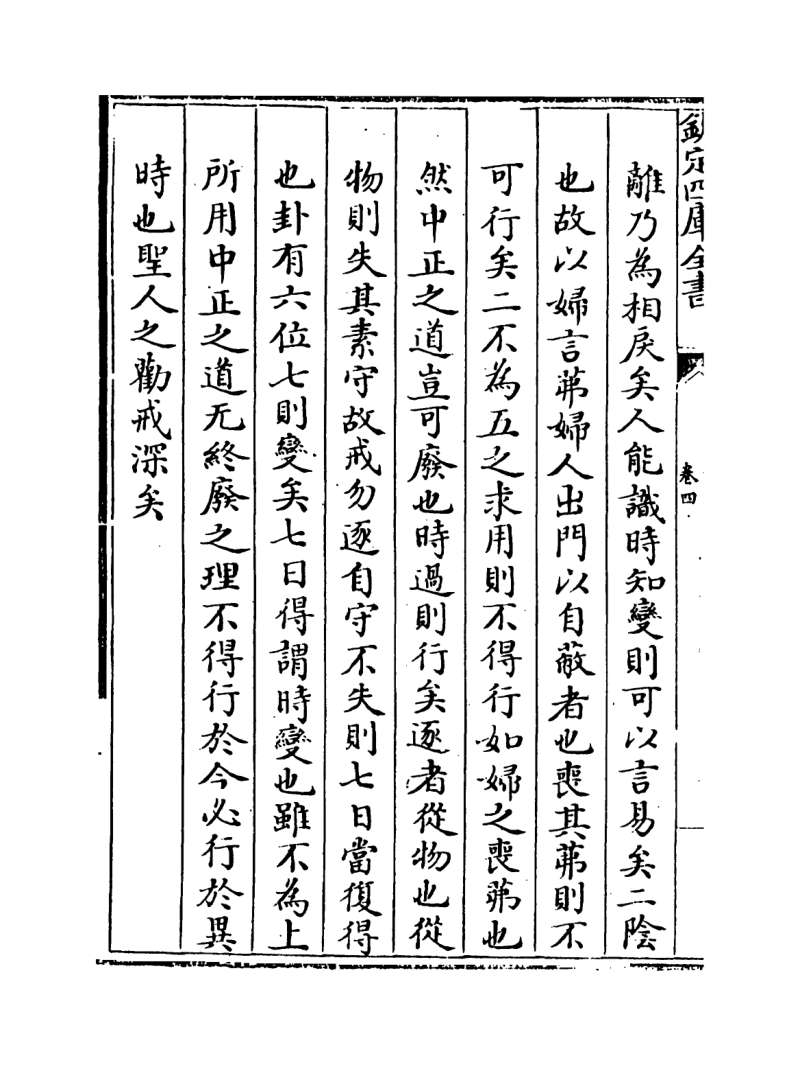 欽定四庫全書
卷四
離乃為相戾矣人能識時知變則可以言易矣二陰
也故以婦言茀婦人出門以自蔽者也喪其茀則不
可行矣二不為五之求用則不得行如婦之喪茀也
然中正之道豈可廢也時過則行矣逐者從物也從
物則失其素守故戒勿逐自守不失則七日當復得
也卦有六位七則變矣七日得謂時變也雖不為上
所用中正之道无終廢之理不得行於今必行於異
時也聖人之勸戒深矣